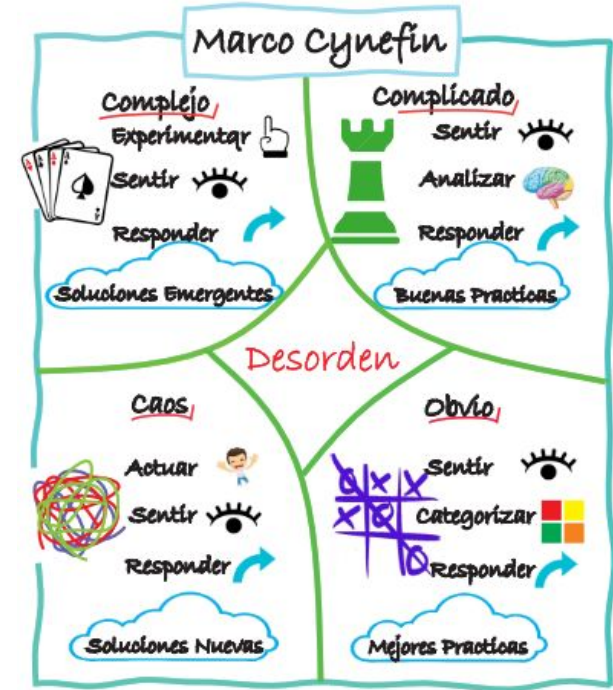 Marco Cynefin
Complejo
Experimentar
Sentir
Responder
Soluciones Emergentes
Complicado
Sentir
Analizar
Responder
Buenas Practicas
Desorden
Caos
Actuar
Sentir
Responder
Soluciones Nuevas
Obvio
Sentir
Categorizar
Responder
Mejores Practicas